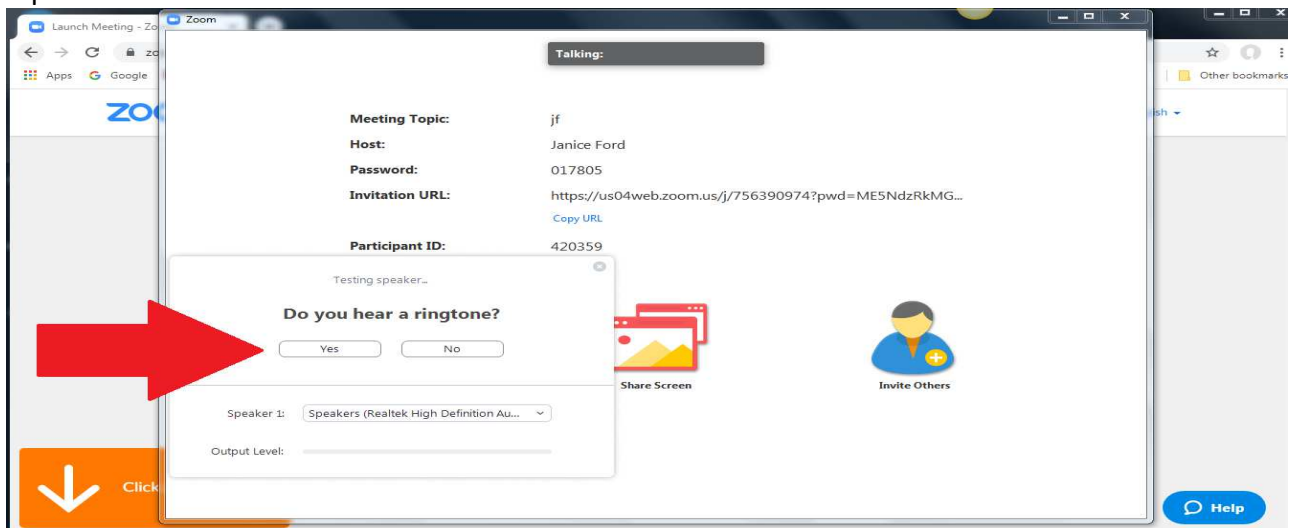 Launch Meeting - Zo
Zoom
Talking:
Apps Google
Other bookmarks
Meeting Topic: jf
Host: Janice Ford
Password: 017805
Invitation URL: https://us04web.zoom.us/j/756390974?pwd=ME5NdzRkMG...
Copy URL
Participant ID: 420359
Testing speaker...
Do you hear a ringtone?
Yes No
Share Screen
Invite Others
Speaker 1: Speakers (Realtek High Definition Au...
Output Level:
Click
Help